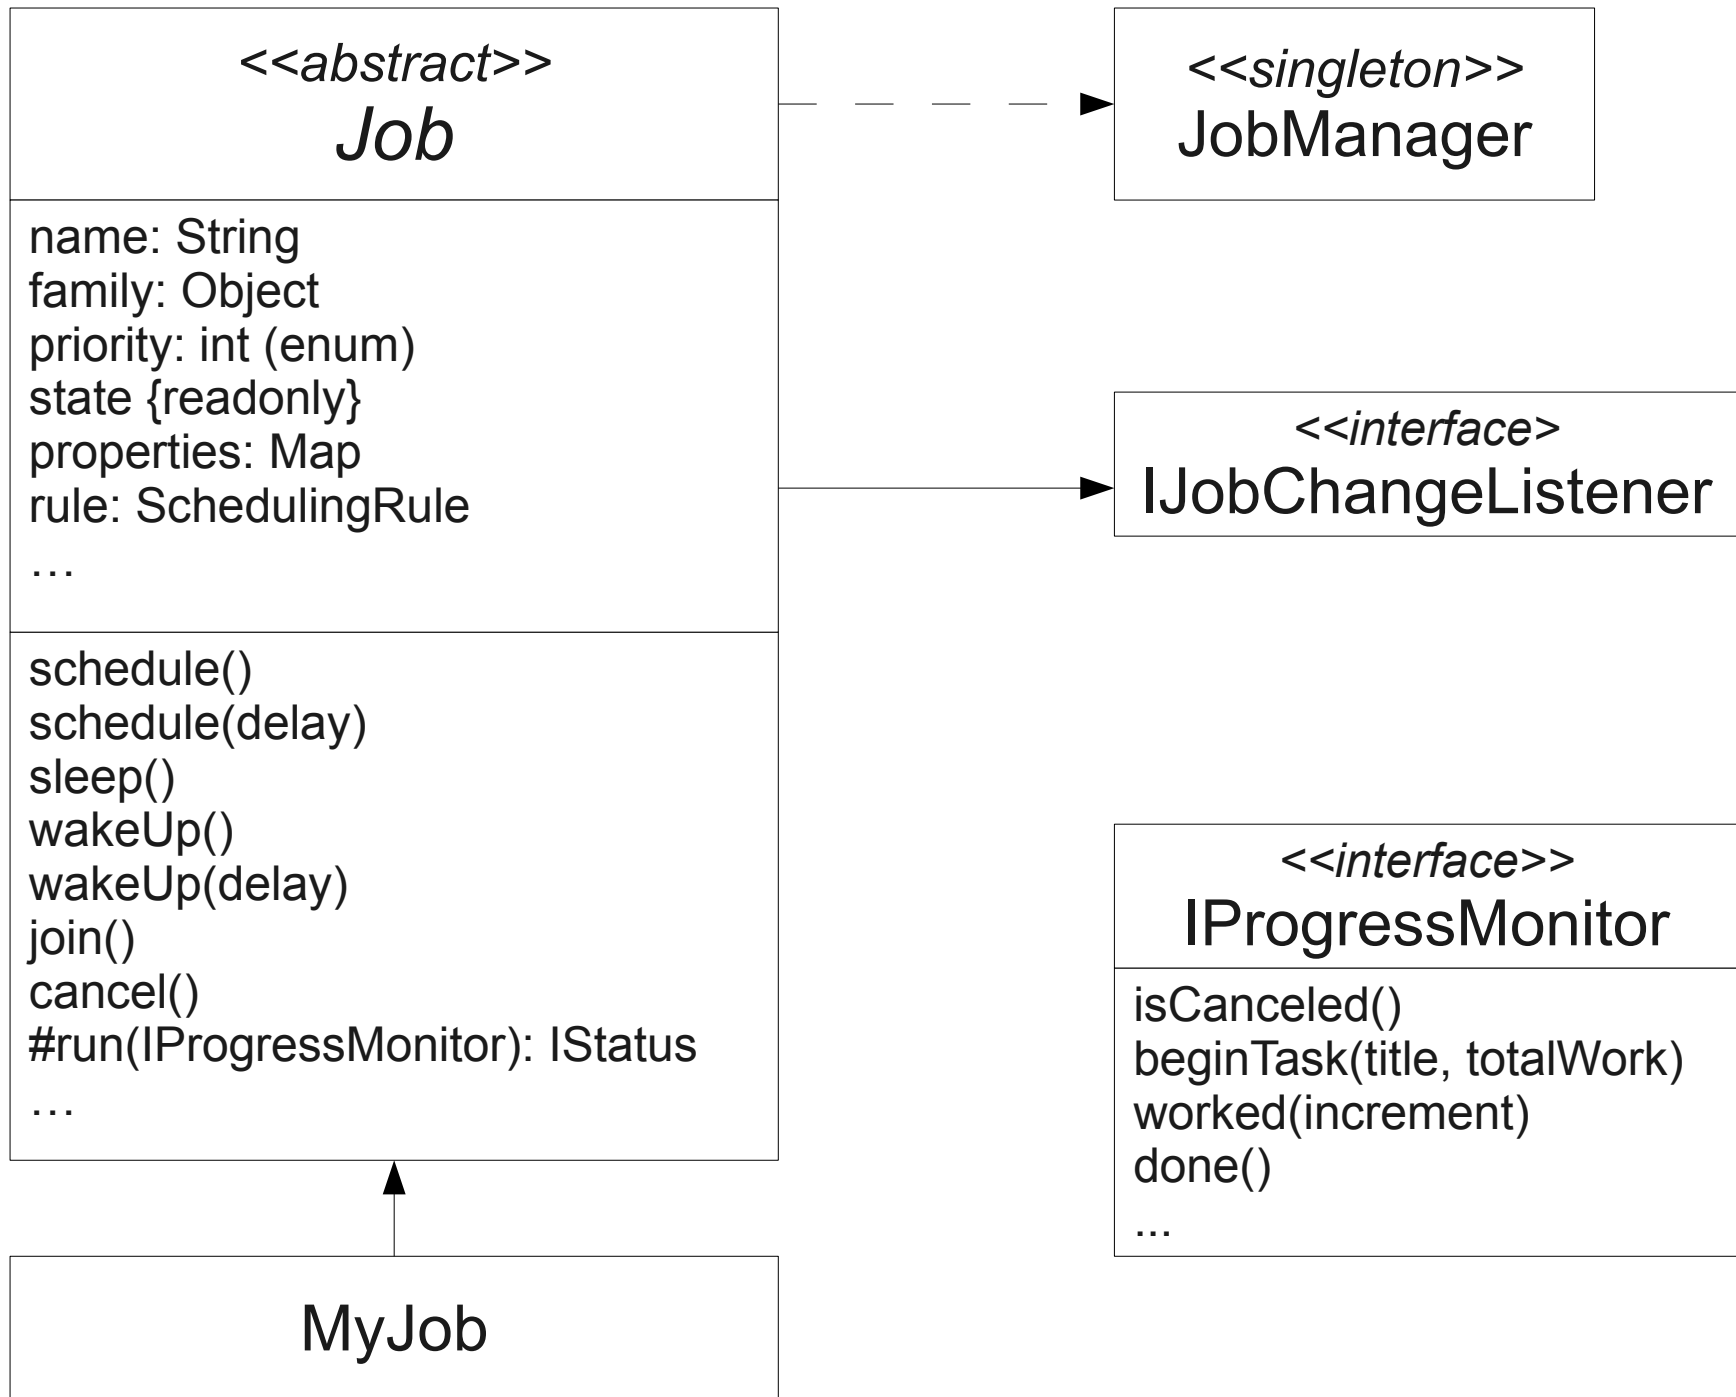 <<abstract>>
Job
name: String
family: Object
priority: int (enum)
state {readonly}
properties: Map
rule: SchedulingRule
…
schedule()
schedule(delay)
sleep()
wakeUp()
wakeUp(delay)
join()
cancel()
#run(IProgressMonitor): IStatus
…
MyJob
<<singleton>>
JobManager
<<interface>
IJobChangeListener
<<interface>>
IProgressMonitor
isCanceled()
beginTask(title, totalWork)
worked(increment)
done()
...